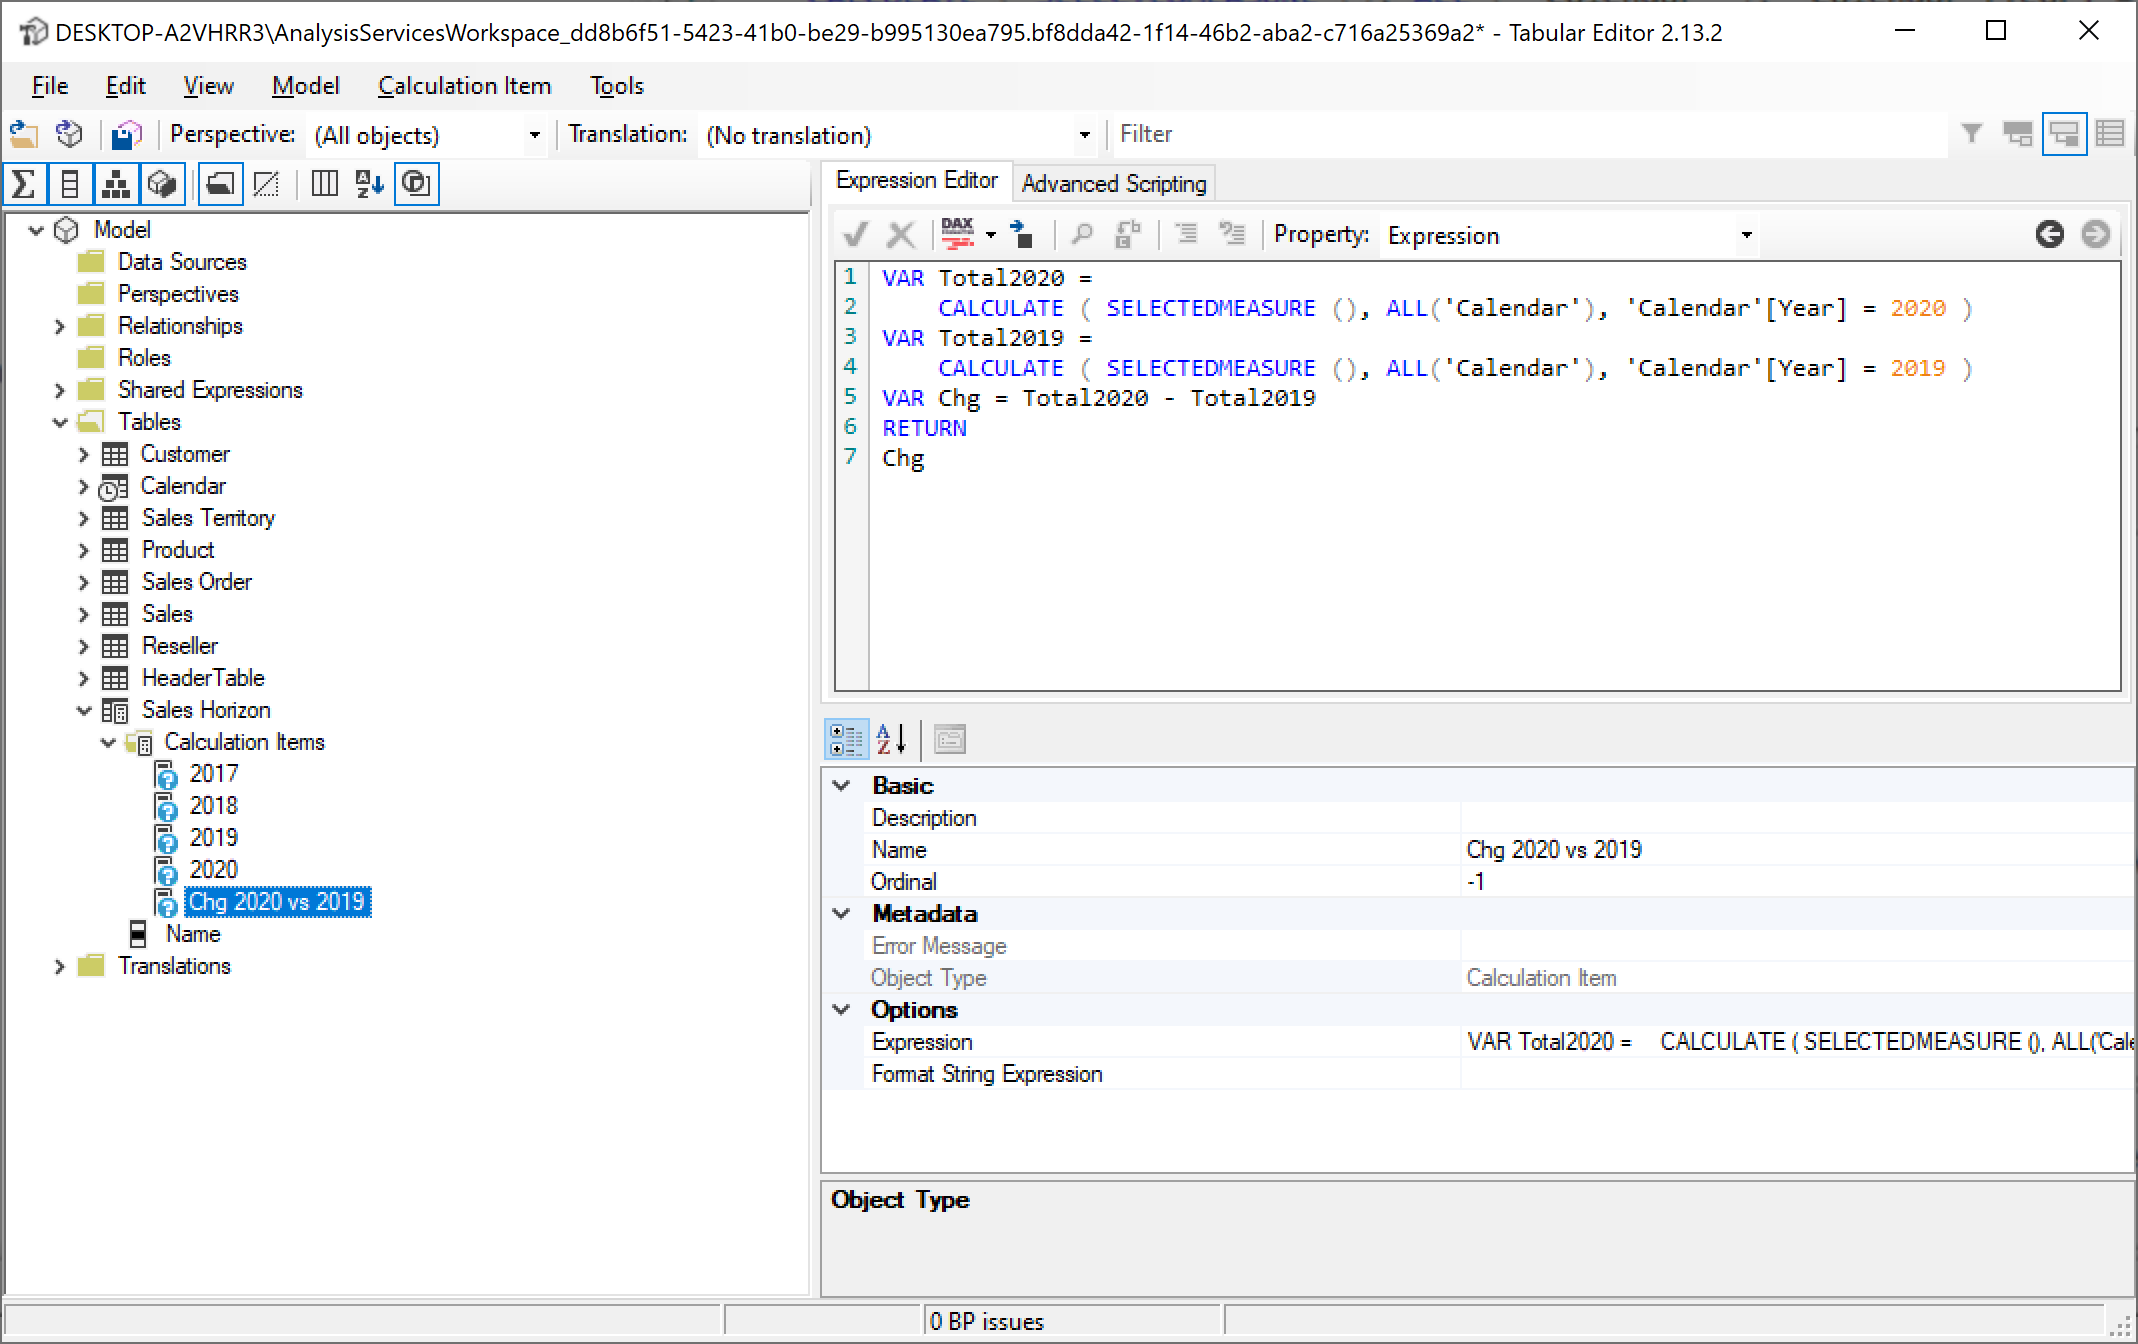 DESKTOP-A2VHRR3\AnalysisServicesWorkspace_dd8b6f51-5423-41b0-be29-b995130ea795.bf8dda42-1f14-46b2-aba2-c716a25369a2* - Tabular Editor 2.13.2
File Edit View Model Calculation Item Tools
Perspective: (All objects) Translation: (No translation) Filter
Model
Data Sources
Perspectives
Relationships
Roles
Shared Expressions
Tables
Customer
Calendar
Sales Territory
Product
Sales Order
Sales
Reseller
HeaderTable
Sales Horizon
Calculation Items
2017
2018
2019
2020
Chg 2020 vs 2019
Name
Translations
Expression Editor Advanced Scripting
DAX Property: Expression
1 VAR Total2020 =
2 CALCULATE ( SELECTEDMEASURE (), ALL('Calendar'), 'Calendar'[Year] = 2020 )
3 VAR Total2019 =
4 CALCULATE ( SELECTEDMEASURE (), ALL('Calendar'), 'Calendar'[Year] = 2019 )
5 VAR Chg = Total2020 - Total2019
6 RETURN
7 Chg
Basic
Description
Name Chg 2020 vs 2019
Ordinal -1
Metadata
Error Message
Object Type Calculation Item
Options
Expression VAR Total2020 = CALCULATE ( SELECTEDMEASURE (), ALL('Cale
Format String Expression
Object Type
0 BP issues